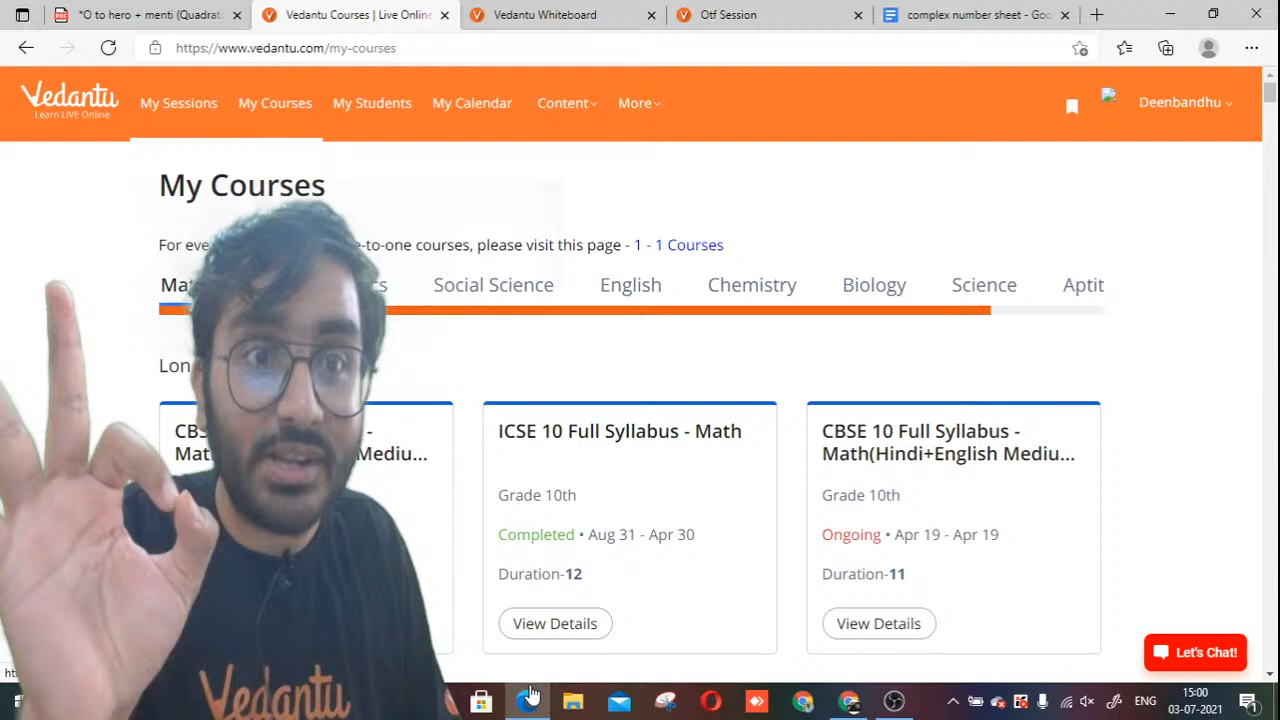 "O to hero + menti (Quadrat
Vedantu Courses | Live Online
Vedantu Whiteboard
Otf Session
complex number sheet - Goo
https://www.vedantu.com/my-courses
Vedantu
Learn LIVE Online
My Sessions
My Courses
My Students
My Calendar
Content
More
Deenbandhu
My Courses
For eve
e-to-one courses, please visit this page - 1 - 1 Courses
Ma
cs
Social Science
English
Chemistry
Biology
Science
Aptit
Lon
CBS
-
Mat
Mediu...
ICSE 10 Full Syllabus - Math
Grade 10th
Completed • Aug 31 - Apr 30
Duration-12
View Details
CBSE 10 Full Syllabus -
Math(Hindi+English Mediu...
Grade 10th
Ongoing • Apr 19 - Apr 19
Duration-11
View Details
Let's Chat!
Vedantu
ENG
15:00
03-07-2021